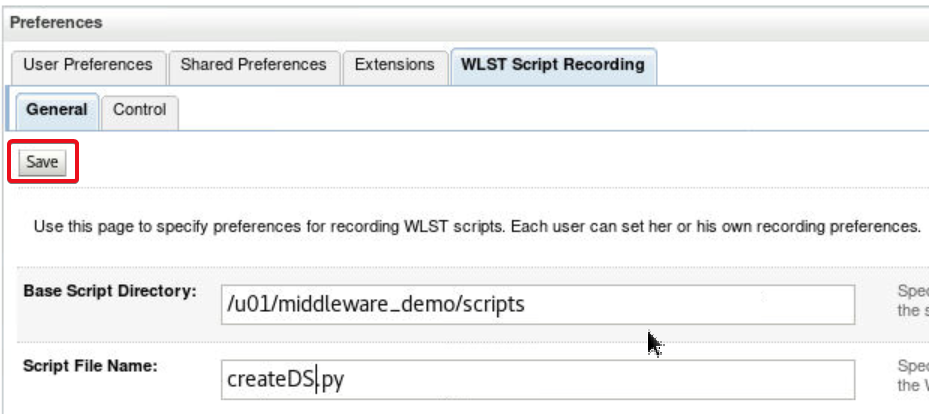 Preferences
User Preferences Shared Preferences Extensions WLST Script Recording
General Control
Save
Use this page to specify preferences for recording WLST scripts. Each user can set her or his own recording preferences.
Base Script Directory: /u01/middleware_demo/scripts
the s
Script File Name: createDS.py
the